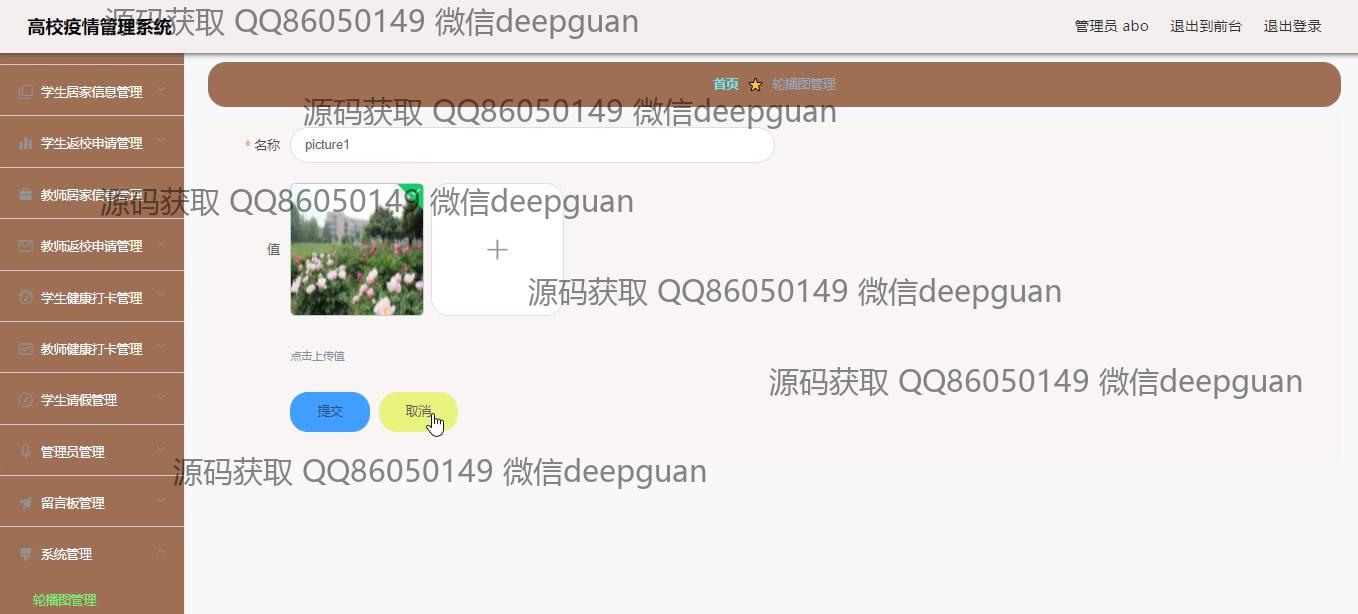 高校疫情管理系统
源码获取 QQ86050149 微信deepguan
管理员 abo
退出到前台
退出登录
学生居家信息管理
学生返校申请管理
教师居家信息管理
教师返校申请管理
学生健康打卡管理
教师健康打卡管理
学生请假管理
管理员管理
留言板管理
系统管理
轮播图管理
首页 轮播图管理
源码获取 QQ86050149 微信deepguan
* 名称 picture1
源码获取 QQ86050149 微信deepguan
值
源码获取 QQ86050149 微信deepguan
点击上传值
源码获取 QQ86050149 微信deepguan
提交 取消
源码获取 QQ86050149 微信deepguan